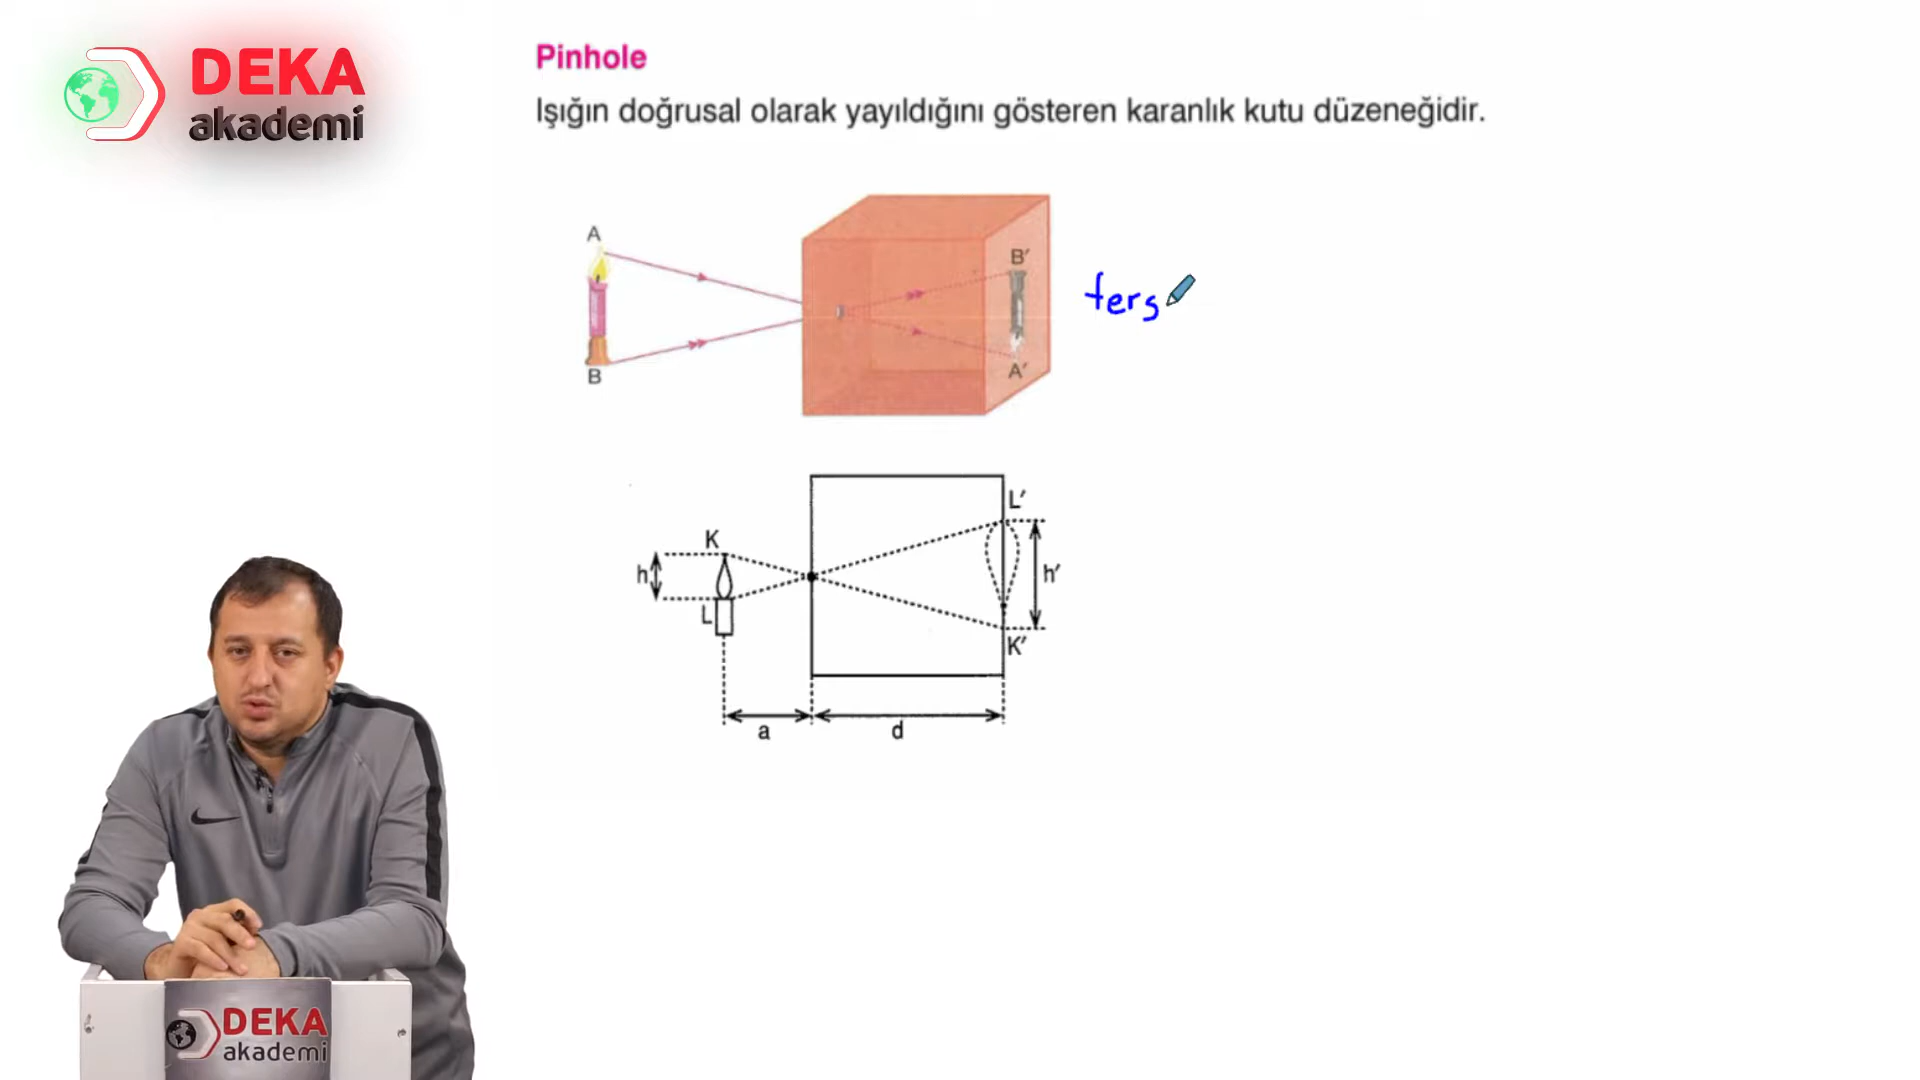 DEKA
akademi
Pinhole
Işığın doğrusal olarak yayıldığını gösteren karanlık kutu düzeneğidir.
A
B
B′
A′
ters
K
h
L
L′
h′
K′
a
d
DEKA
akademi